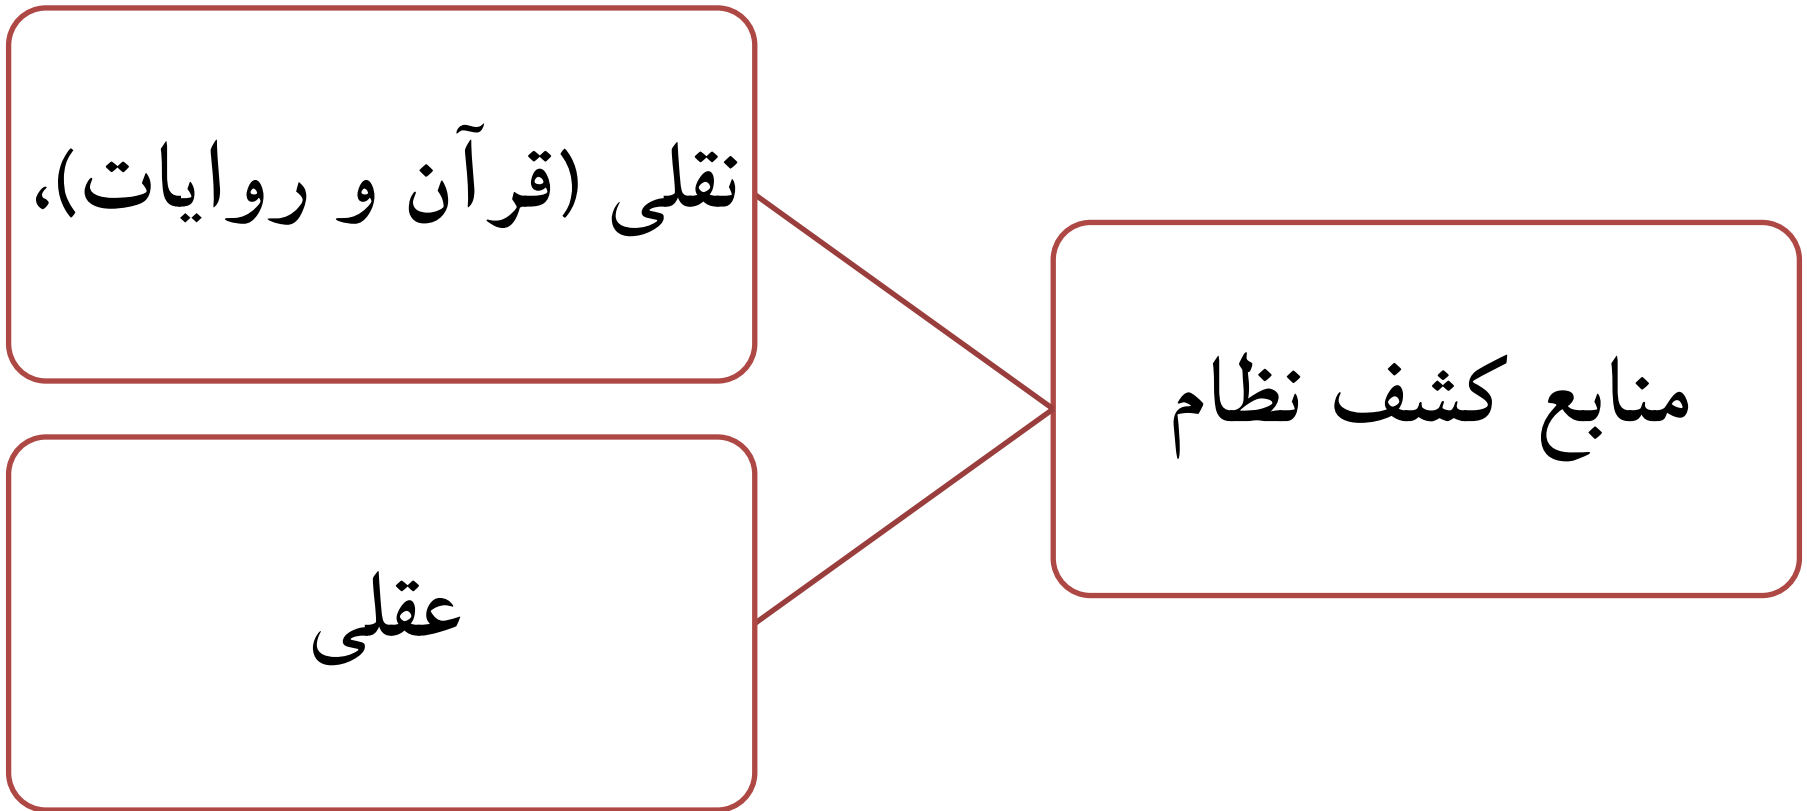 منابع کشف نظام
نقلی (قرآن و روایات)،
عقلی